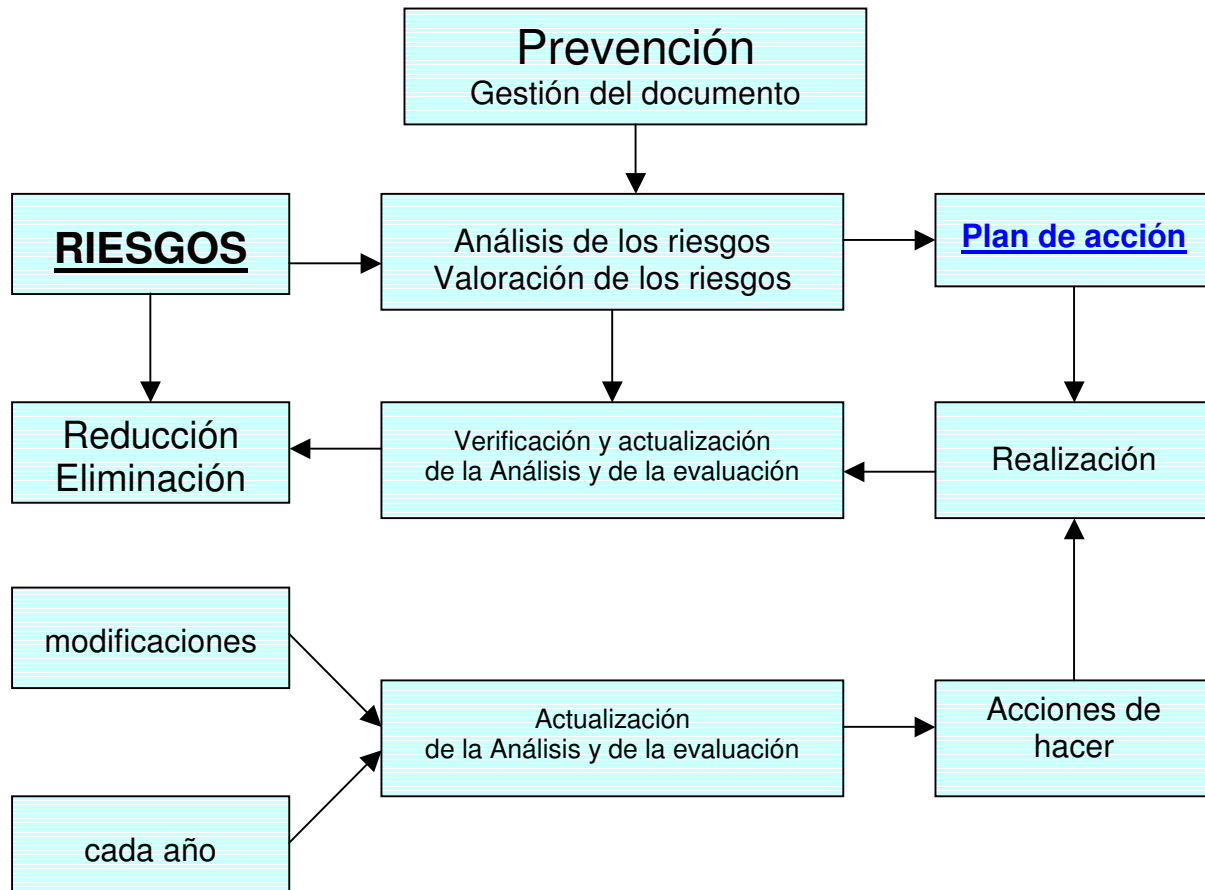 Prevención
Gestión del documento
RIESGOS
Análisis de los riesgos
Valoración de los riesgos
Plan de acción
Reducción
Eliminación
Verificación y actualización
de la Análisis y de la evaluación
Realización
modificaciones
Actualización
de la Análisis y de la evaluación
Acciones de
hacer
cada año